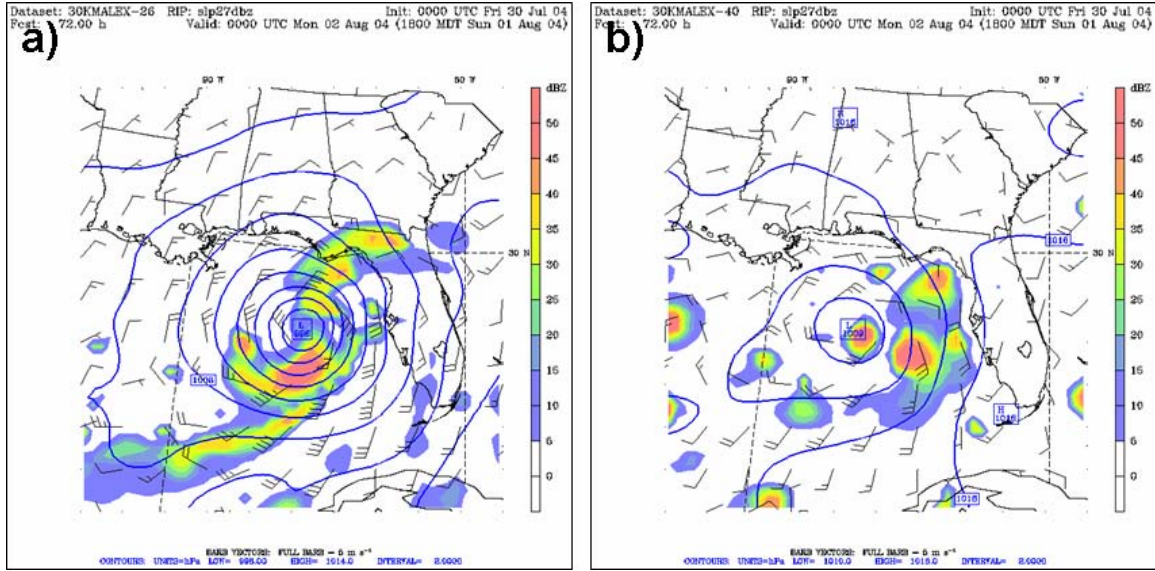 Dataset: 30KMALEX-26 RIP: slp27dbz Init: 0000 UTC Fri 30 Jul 04
Fcst: 72.00 h Valid: 0000 UTC Mon 02 Aug 04 (1800 MDT Sun 01 Aug 04)
a)
90 W
dBZ
50
45
40
35
30
25
20
15
10
5
0
30 N
L
1008
BARB VECTORS: FULL BARB = 5 m s⁻¹
CONTOURS: UNITS=hPa LOW= 998.00 HIGH= 1014.0 INTERVAL= 2.0000
Dataset: 30KMALEX-40 RIP: slp27dbz Init: 0000 UTC Fri 30 Jul 04
Fcst: 72.00 h Valid: 0000 UTC Mon 02 Aug 04 (1800 MDT Sun 01 Aug 04)
b)
90 W
dBZ
50
45
40
35
30
25
20
15
10
5
0
30 N
H
1016
1016
L
1009
H
1016
1016
BARB VECTORS: FULL BARB = 5 m s⁻¹
CONTOURS: UNITS=hPa LOW= 1010.0 HIGH= 1016.0 INTERVAL= 2.0000